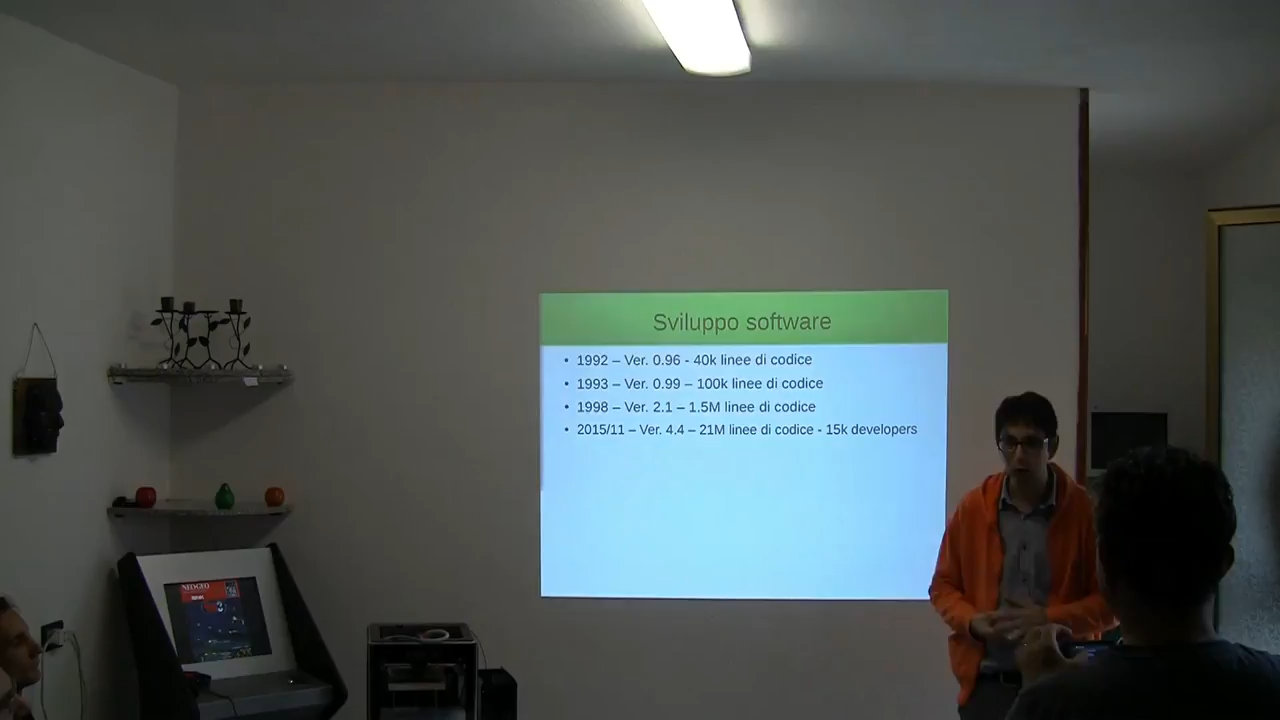 Sviluppo software
• 1992 – Ver. 0.96 - 40k linee di codice
• 1993 – Ver. 0.99 – 100k linee di codice
• 1998 – Ver. 2.1 – 1.5M linee di codice
• 2015/11 – Ver. 4.4 – 21M linee di codice - 15k developers
NEO GEO